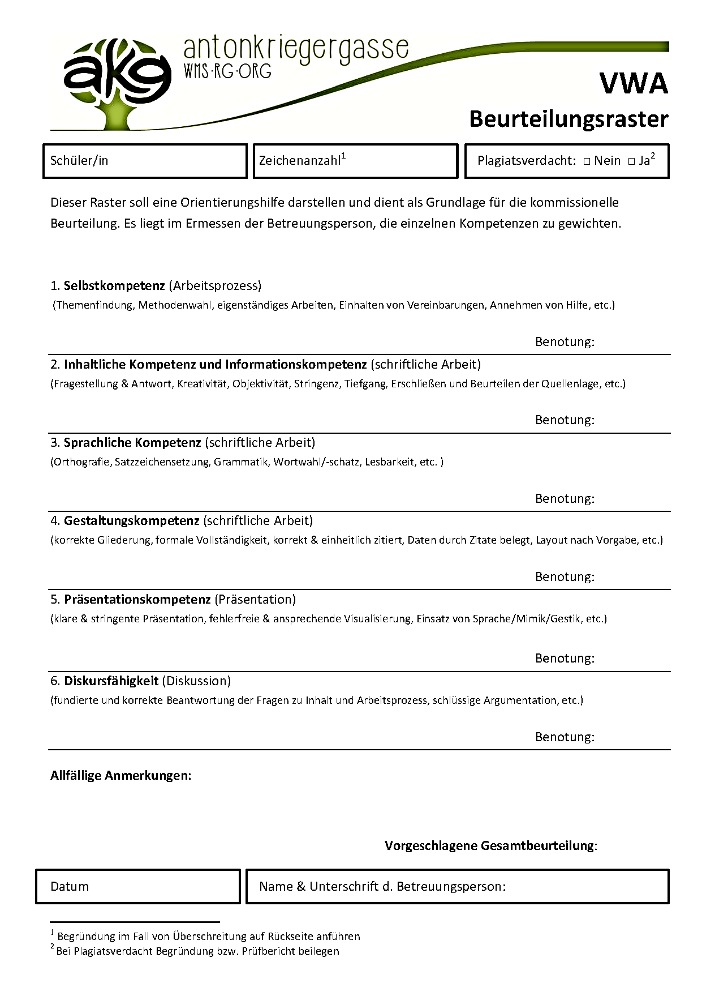 akg
antonkriegergasse
WMS·RG·ORG
VWA
Beurteilungsraster
Schüler/in
Zeichenanzahl¹
Plagiatsverdacht: □ Nein □ Ja²
Dieser Raster soll eine Orientierungshilfe darstellen und dient als Grundlage für die kommissionelle
Beurteilung. Es liegt im Ermessen der Betreuungsperson, die einzelnen Kompetenzen zu gewichten.
1. Selbstkompetenz (Arbeitsprozess)
(Themenfindung, Methodenwahl, eigenständiges Arbeiten, Einhalten von Vereinbarungen, Annehmen von Hilfe, etc.)
Benotung:
2. Inhaltliche Kompetenz und Informationskompetenz (schriftliche Arbeit)
(Fragestellung & Antwort, Kreativität, Objektivität, Stringenz, Tiefgang, Erschließen und Beurteilen der Quellenlage, etc.)
Benotung:
3. Sprachliche Kompetenz (schriftliche Arbeit)
(Orthografie, Satzzeichensetzung, Grammatik, Wortwahl/-schatz, Lesbarkeit, etc. )
Benotung:
4. Gestaltungskompetenz (schriftliche Arbeit)
(korrekte Gliederung, formale Vollständigkeit, korrekt & einheitlich zitiert, Daten durch Zitate belegt, Layout nach Vorgabe, etc.)
Benotung:
5. Präsentationskompetenz (Präsentation)
(klare & stringente Präsentation, fehlerfreie & ansprechende Visualisierung, Einsatz von Sprache/Mimik/Gestik, etc.)
Benotung:
6. Diskursfähigkeit (Diskussion)
(fundierte und korrekte Beantwortung der Fragen zu Inhalt und Arbeitsprozess, schlüssige Argumentation, etc.)
Benotung:
Allfällige Anmerkungen:
Vorgeschlagene Gesamtbeurteilung:
Datum
Name & Unterschrift d. Betreuungsperson:
¹ Begründung im Fall von Überschreitung auf Rückseite anführen
² Bei Plagiatsverdacht Begründung bzw. Prüfbericht beilegen